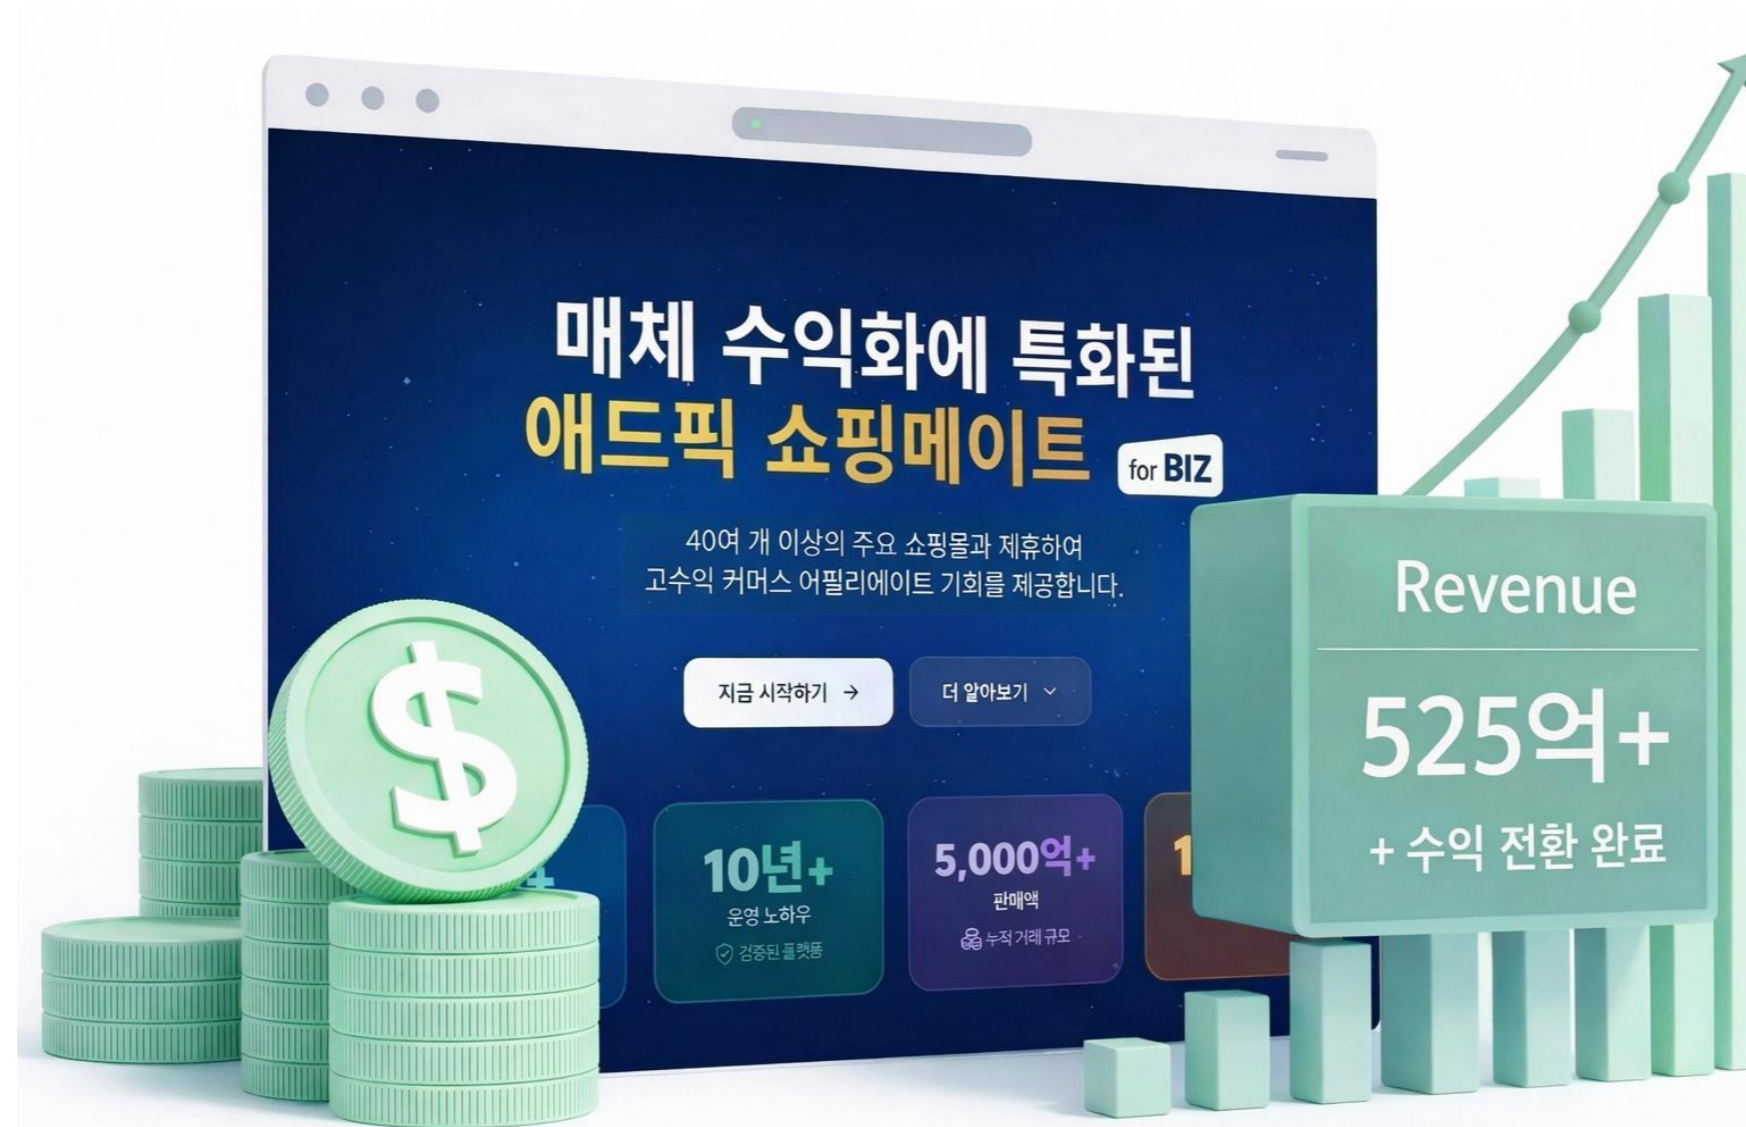 매체 수익화에 특화된
애드픽 쇼핑메이트 for BIZ
40여 개 이상의 주요 쇼핑몰과 제휴하여
고수익 커머스 어필리에이트 기회를 제공합니다.
지금 시작하기 →
더 알아보기
$
10년+
운영 노하우
검증된 플랫폼
5,000억+
판매액
누적 거래 규모
Revenue
525억+
+ 수익 전환 완료